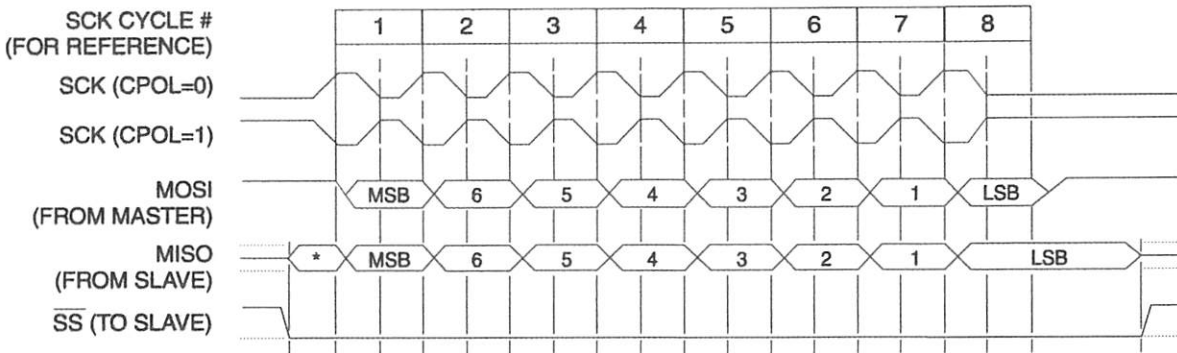 SCK CYCLE # 1 2 3 4 5 6 7 8
(FOR REFERENCE)
SCK (CPOL=0)
SCK (CPOL=1)
MOSI MSB 6 5 4 3 2 1 LSB
(FROM MASTER)
MISO * MSB 6 5 4 3 2 1 LSB
(FROM SLAVE)
SS (TO SLAVE)